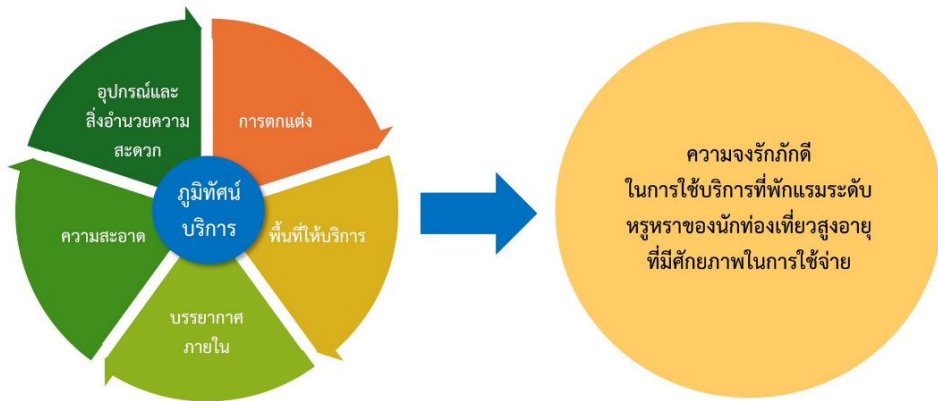 อุปกรณ์และ
สิ่งอำนวยความ
สะดวก
การตกแต่ง
ภูมิทัศน์
บริการ
ความสะอาด
พื้นที่ให้บริการ
บรรยากาศ
ภายใน
ความจงรักภักดี
ในการใช้บริการที่พักแรมระดับ
หรูหราของนักท่องเที่ยวสูงอายุ
ที่มีศักยภาพในการใช้จ่าย